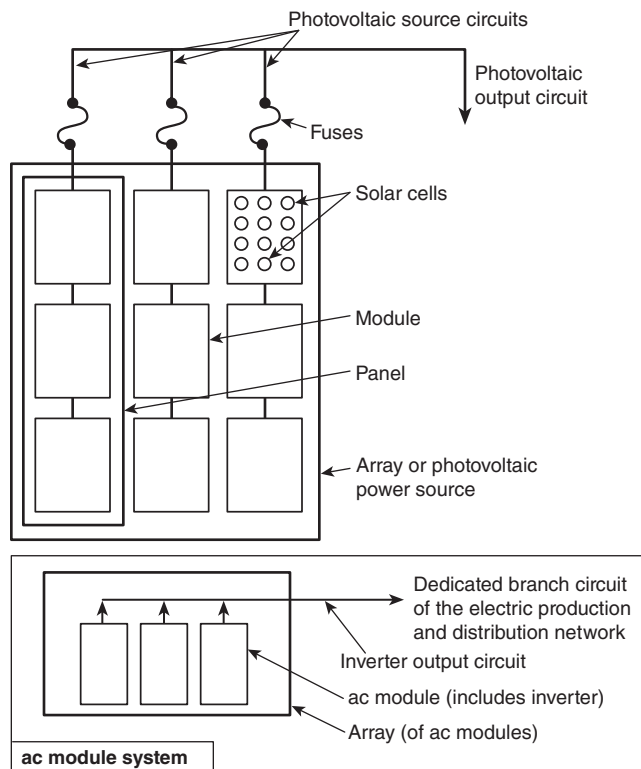 Photovoltaic source circuits
Photovoltaic
output circuit
Fuses
Solar cells
Module
Panel
Array or photovoltaic
power source
Dedicated branch circuit
of the electric production
and distribution network
Inverter output circuit
ac module (includes inverter)
Array (of ac modules)
ac module system